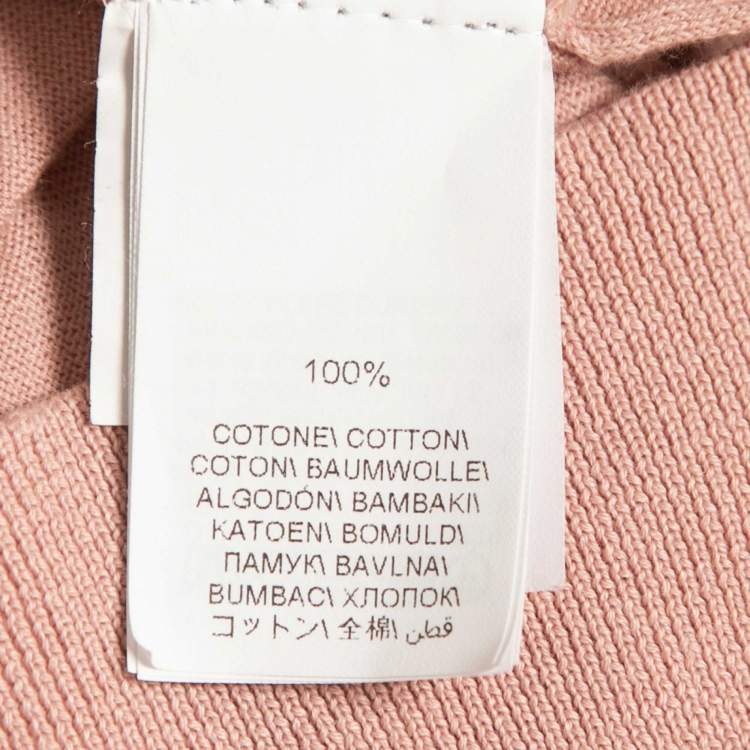 100%
COTONE\ COTTON\
COTON\ BAUMWOLLE\
ALGODÓN\ BAMBAKI\
KATOEN\ BOMULD\
ПАМУК\ BAVLNA\
BUMBAC\ ХЛОПОК\
コットン\ 全棉\ قطن